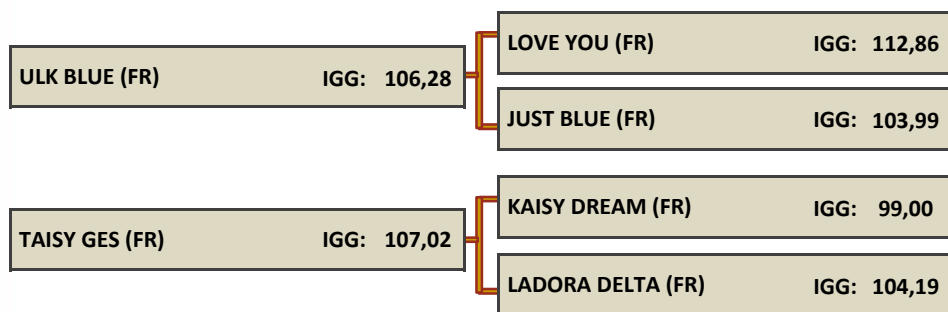 LOVE YOU (FR) IGG: 112,86
ULK BLUE (FR) IGG: 106,28
JUST BLUE (FR) IGG: 103,99
KAISY DREAM (FR) IGG: 99,00
TAISY GES (FR) IGG: 107,02
LADORA DELTA (FR) IGG: 104,19